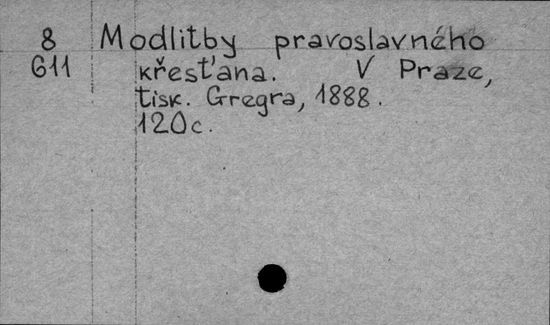 8 Modlitby pravoslavného
611 křesťana. V Praze,
tisk. Gregra, 1888.
120c.